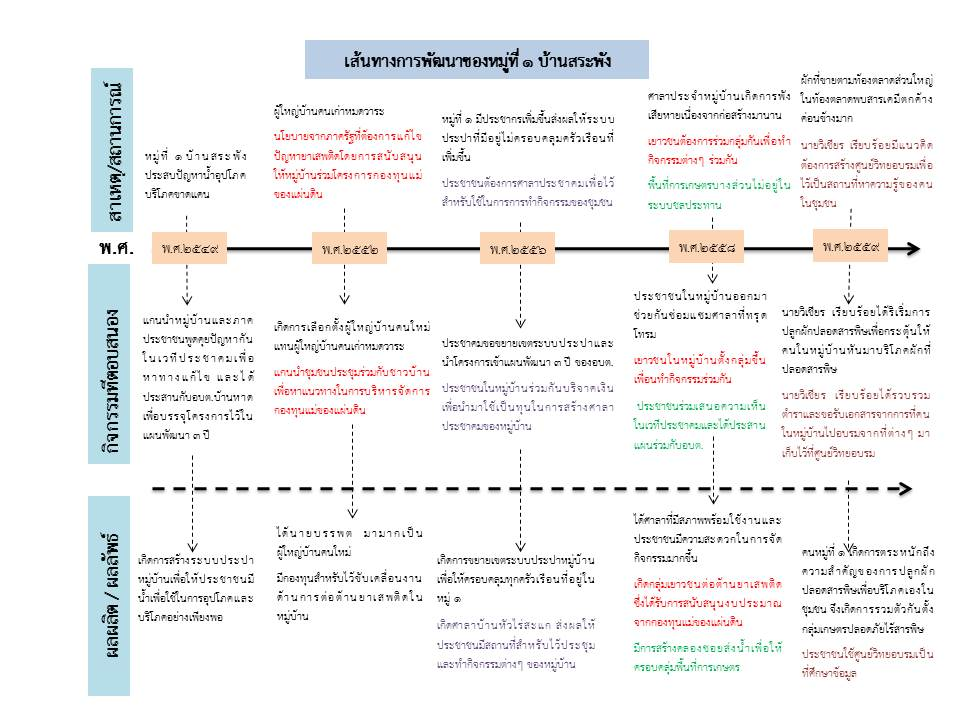 เส้นทางการพัฒนาของหมู่ที่ ๑ บ้านสระพัง
สาเหตุ/สถานการณ์
หมู่ที่ ๑ บ้านสระพัง
ประสบปัญหาน้ำอุปโภค
บริโภคขาดแคน
ผู้ใหญ่บ้านคนเก่าหมดวาระ
นโยบายจากภาครัฐที่ต้องการแก้ไข
ปัญหายาเสพติดโดยการสนับสนุน
ให้หมู่บ้านร่วมโครงการกองทุนแม่
ของแผ่นดิน
หมู่ที่ ๑ มีประชากรเพิ่มขึ้นส่งผลให้ระบบ
ประปาที่มีอยู่ไม่ครอบคลุมครัวเรือนที่
เพิ่มขึ้น
ประชาชนต้องการศาลาประชาคมเพื่อไว้
สำหรับใช้ในการการทำกิจกรรมของชุมชน
ศาลาประจำหมู่บ้านเกิดการพัง
เสียหายเนื่องจากก่อสร้างมานาน
เยาวชนต้องการร่วมกลุ่มกันเพื่อทำ
กิจกรรมต่างๆ ร่วมกัน
พื้นที่การเกษตรบางส่วนไม่อยู่ใน
ระบบชลประทาน
ผักที่ขายตามท้องตลาดส่วนใหญ่
ในท้องตลาดพบสารเคมีตกค้าง
ค่อนข้างมาก
นายวิเชียร เรียบร้อยมีแนวคิด
ต้องการสร้างศูนย์วิทยอบรมเพื่อ
ไว้เป็นสถานที่หาความรู้ของคน
ในชุมชน
พ.ศ.
พ.ศ.๒๕๔๙
พ.ศ.๒๕๕๒
พ.ศ.๒๕๕๖
พ.ศ.๒๕๕๘
พ.ศ.๒๕๕๙
กิจกรรมที่ตอบสนอง
แกนนำหมู่บ้านและภาค
ประชาชนพูดคุยปัญหากัน
ในเวทีประชาคมเพื่อ
หาทางแก้ไข และได้
ประสานกับอบต.บ้านหาด
เพื่อบรรจุโครงการไว้ใน
แผนพัฒนา ๓ ปี
เกิดการเลือกตั้งผู้ใหญ่บ้านคนใหม่
แทนผู้ใหญ่บ้านคนเก่าหมดวาระ
แกนนำชุมชนประชุมร่วมกับชาวบ้าน
เพื่อหาแนวทางในการบริหารจัดการ
กองทุนแม่ของแผ่นดิน
ประชาคมขอขยายเขตระบบประปาและ
นำโครงการเข้าแผนพัฒนา ๓ ปี ของอบต.
ประชาชนในหมู่บ้านร่วมกันบริจาคเงิน
เพื่อนำมาใช้เป็นทุนในการสร้างศาลา
ประชาคมของหมู่บ้าน
ประชาชนในหมู่บ้านออกมา
ช่วยกันซ่อมแซมศาลาที่ทรุด
โทรม
เยาวชนในหมู่บ้านตั้งกลุ่มขึ้น
เพื่อนทำกิจกรรมร่วมกัน
ประชาชนร่วมเสนอความเห็น
ในเวทีประชาคมและได้ประสาน
แผนร่วมกับอบต.
นายวิเชียร เรียบร้อยได้ริเริ่มการ
ปลูกผักปลอดสารพิษเพื่อกระตุ้นให้
คนในหมู่บ้านหันมาบริโภคผักที่
ปลอดสารพิษ
นายวิเชียร เรียบร้อยได้รวบรวม
ตำราและขอรับเอกสารจากการที่คน
ในหมู่บ้านไปอบรมจากที่ต่างๆ มา
เก็บไว้ที่ศูนย์วิทยอบรม
ผลผลิต / ผลลัพธ์
เกิดการสร้างระบบประปา
หมู่บ้านเพื่อให้ประชาชนมี
น้ำเพื่อใช้ในการอุปโภคและ
บริโภคอย่างเพียงพอ
ได้นายบรรพต มามากเป็น
ผู้ใหญ่บ้านคนใหม่
มีกองทุนสำหรับไว้ขับเคลื่อนงาน
ด้านการต่อต้านยาเสพติดใน
หมู่บ้าน
เกิดการขยายเขตระบบประปาหมู่บ้าน
เพื่อให้ครอบคลุมทุกครัวเรือนที่อยู่ใน
หมู่ ๑
เกิดศาลาบ้านหัวไร่สะแก ส่งผลให้
ประชาชนมีสถานที่สำหรับไว้ประชุม
และทำกิจกรรมต่างๆ ของหมู่บ้าน
ได้ศาลาที่มีสภาพพร้อมใช้งานและ
ประชาชนมีความสะดวกในการจัด
กิจกรรมมากขึ้น
เกิดกลุ่มเยาวชนต่อต้านยาเสพติด
ซึ่งได้รับการสนับสนุนงบประมาณ
จากกองทุนแม่ของแผ่นดิน
มีการสร้างคลองซอยส่งน้ำเพื่อให้
ครอบคลุ่มพื้นที่การเกษตร
คนหมู่ที่ ๑ เกิดการตระหนักถึง
ความสำคัญของการปลูกผัก
ปลอดสารพิษเพื่อบริโภคเองใน
ชุมชน จึงเกิดการรวมตัวกันตั้ง
กลุ่มเกษตรปลอดภัยไร้สารพิษ
ประชาชนใช้ศูนย์วิทยอบรมเป็น
ที่ศึกษาข้อมูล